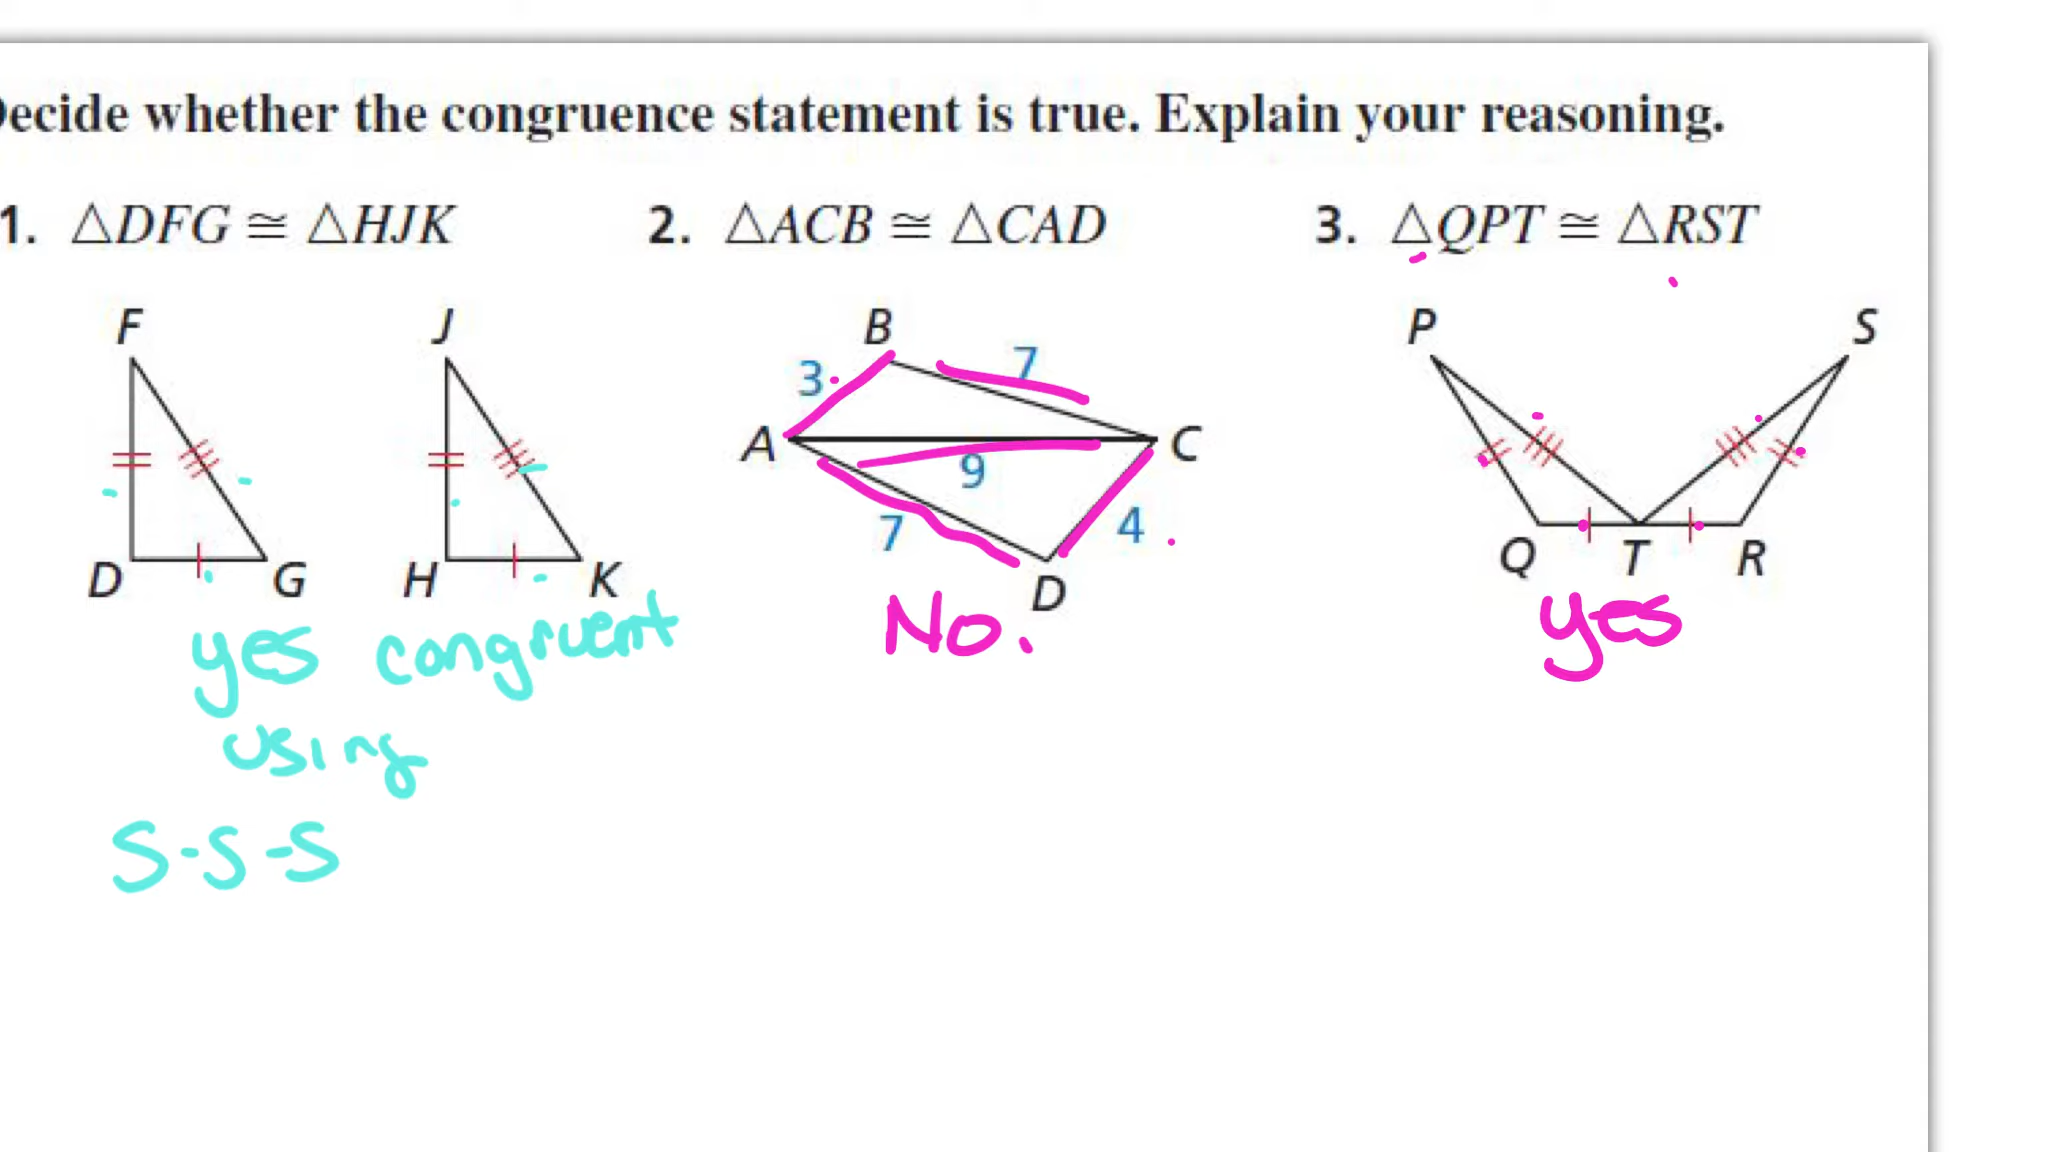 Decide whether the congruence statement is true. Explain your reasoning.
1. △DFG ≅ △HJK
2. △ACB ≅ △CAD
3. △QPT ≅ △RST
F
J
D
G
H
K
B
3
7
A
C
9
7
4
D
P
S
Q
T
R
yes congruent
using
S-S-S
No.
yes